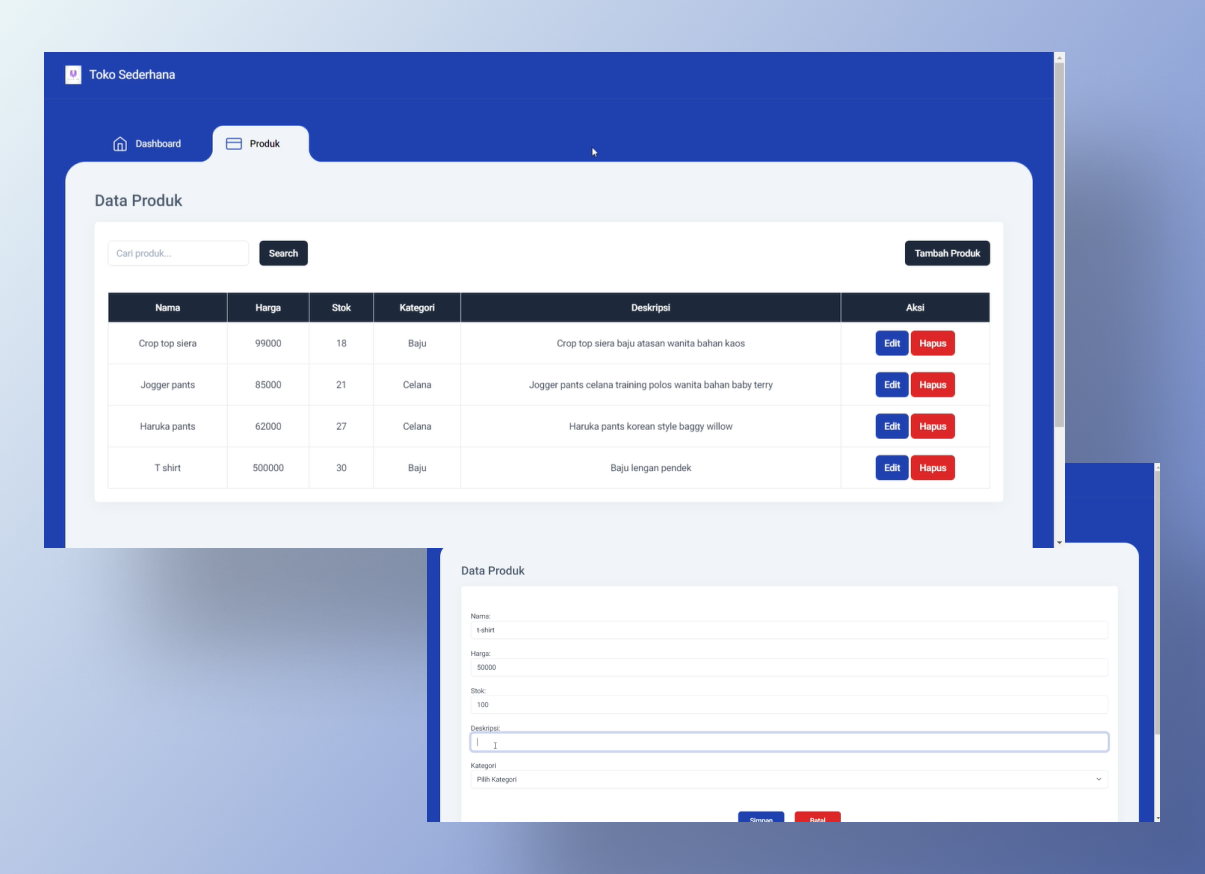 Toko Sederhana
Dashboard Produk
Data Produk
Cari produk... Search Tambah Produk
Nama Harga Stok Kategori Deskripsi Aksi
Crop top siera 99000 18 Baju Crop top siera baju atasan wanita bahan kaos Edit Hapus
Jogger pants 85000 21 Celana Jogger pants celana training polos wanita bahan baby terry Edit Hapus
Haruka pants 62000 27 Celana Haruka pants korean style baggy willow Edit Hapus
T shirt 500000 30 Baju Baju lengan pendek Edit Hapus
Data Produk
Nama:
t-shirt
Harga:
50000
Stok:
100
Deskripsi:
Kategori
Pilih Kategori
Simpan Batal